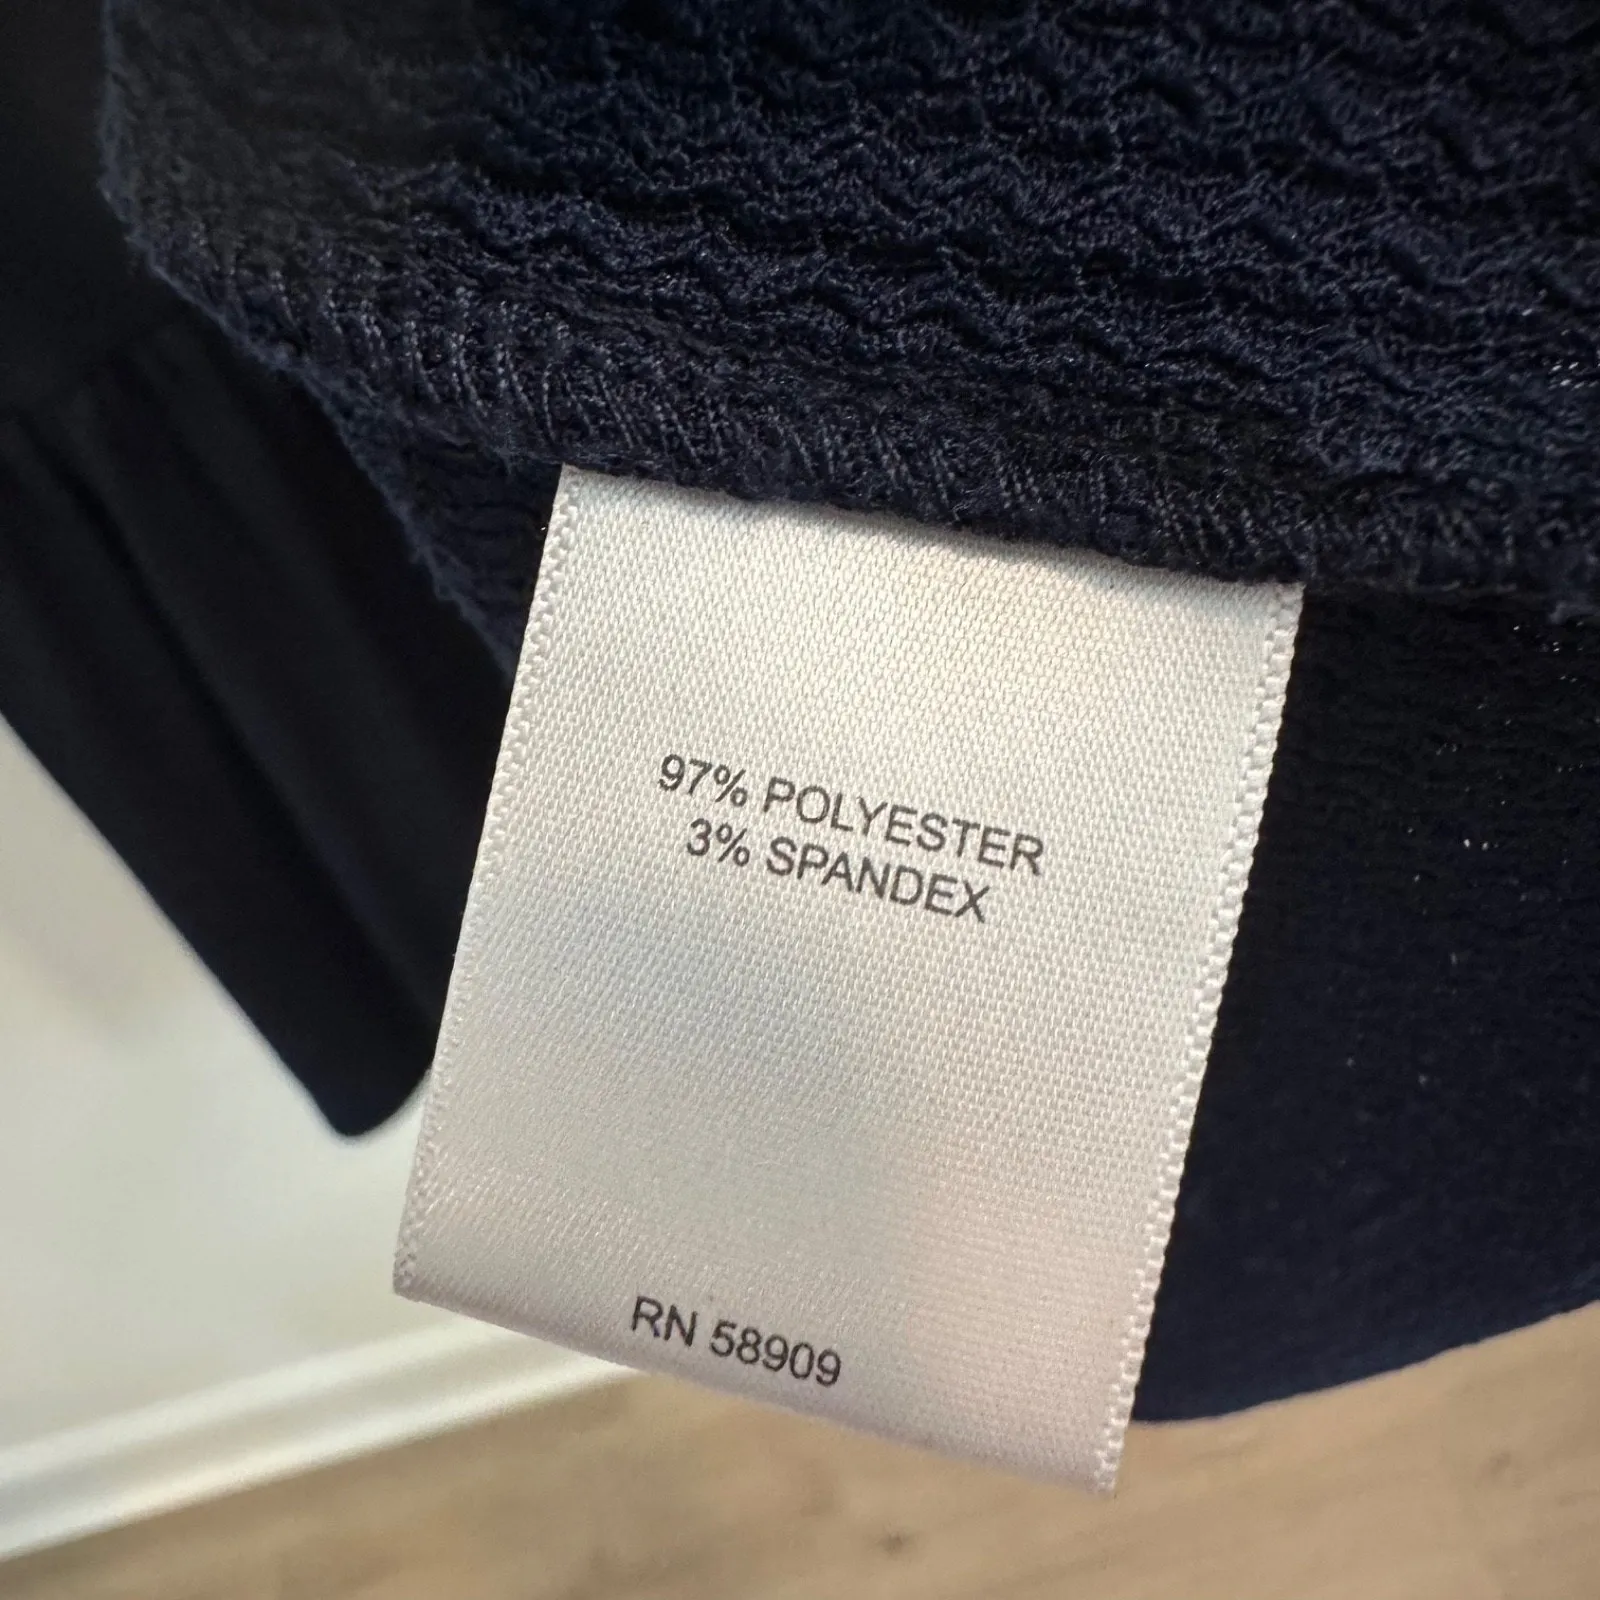 97% POLYESTER
3% SPANDEX
RN 58909